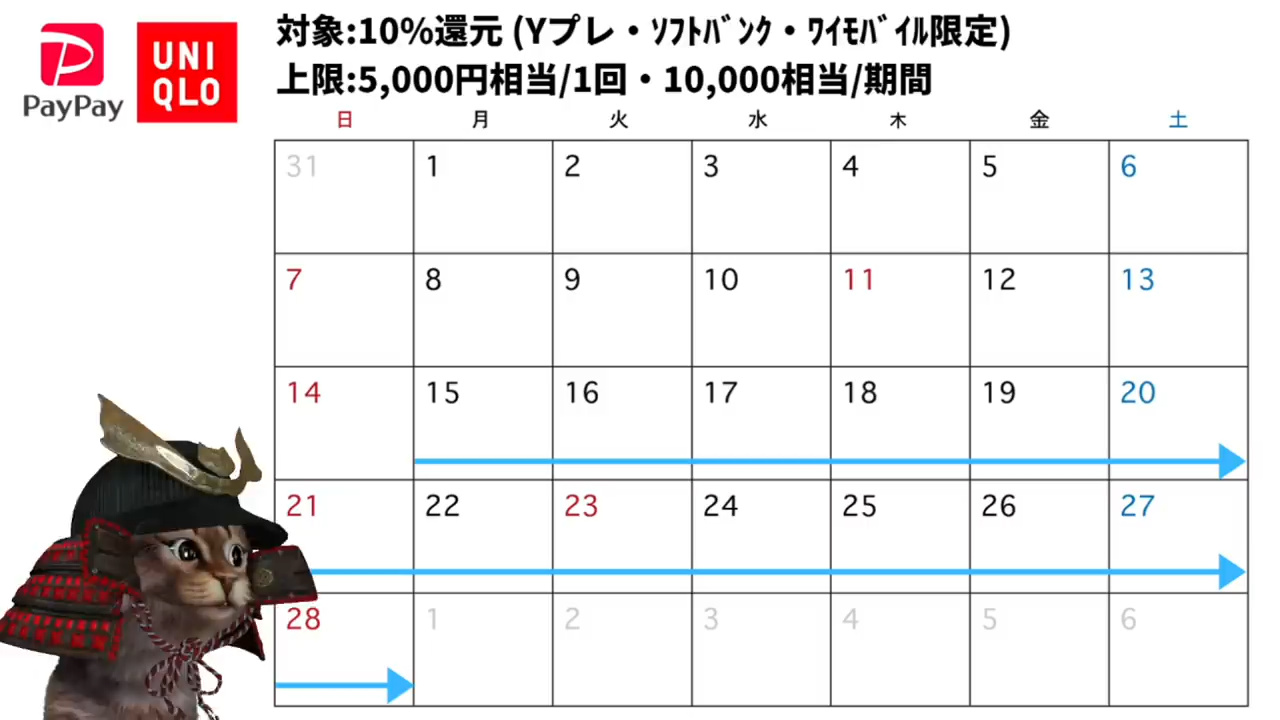 PayPay
UNI
QLO
対象:10%還元 (Yプレ・ｿﾌﾄﾊﾞﾝｸ・ﾜｲﾓﾊﾞｲﾙ限定)
上限:5,000円相当/1回・10,000相当/期間
日 月 火 水 木 金 土
31 1 2 3 4 5 6
7 8 9 10 11 12 13
14 15 16 17 18 19 20
21 22 23 24 25 26 27
28 1 2 3 4 5 6